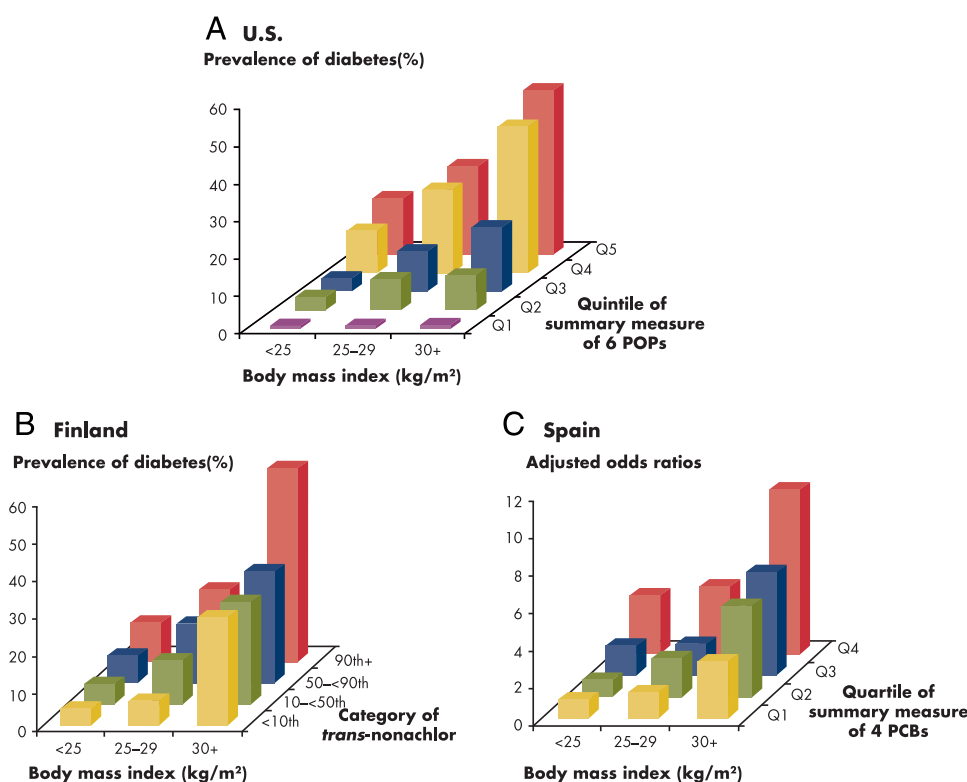 A U.S.
Prevalence of diabetes(%)
60
50
40
30
20
10
0
Q5
Q4
Q3
Q2
Q1
<25 25–29 30+
Body mass index (kg/m²)
Quintile of
summary measure
of 6 POPs
B Finland
Prevalence of diabetes(%)
60
50
40
30
20
10
0
90th+
50–<90th
10–<50th
<10th
<25 25–29 30+
Body mass index (kg/m²)
Category of
trans-nonachlor
C Spain
Adjusted odds ratios
12
10
8
6
4
2
0
Q4
Q3
Q2
Q1
<25 25–29 30+
Body mass index (kg/m²)
Quartile of
summary measure
of 4 PCBs